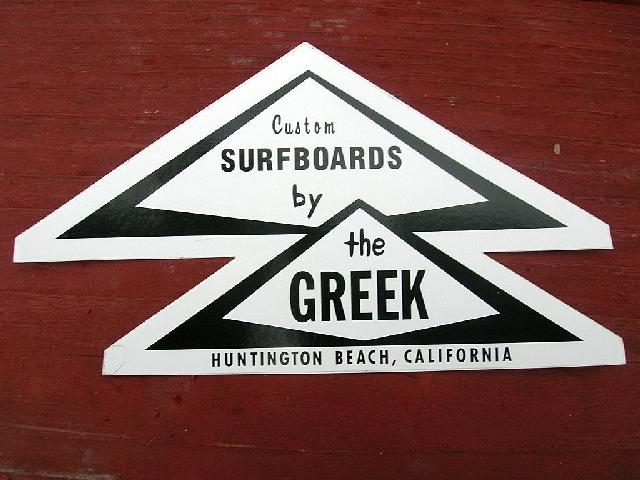 Custom
SURFBOARDS
by
the
GREEK
HUNTINGTON BEACH, CALIFORNIA